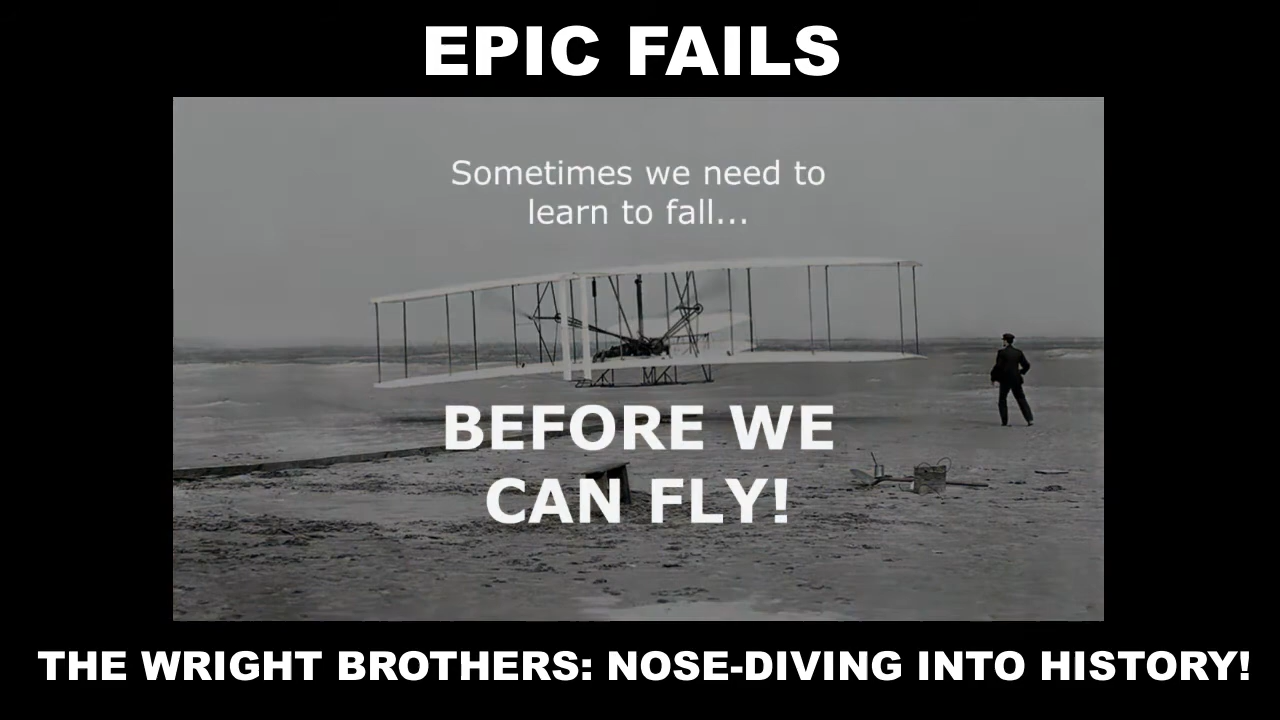 EPIC FAILS
Sometimes we need to
learn to fall...
BEFORE WE
CAN FLY!
THE WRIGHT BROTHERS: NOSE-DIVING INTO HISTORY!